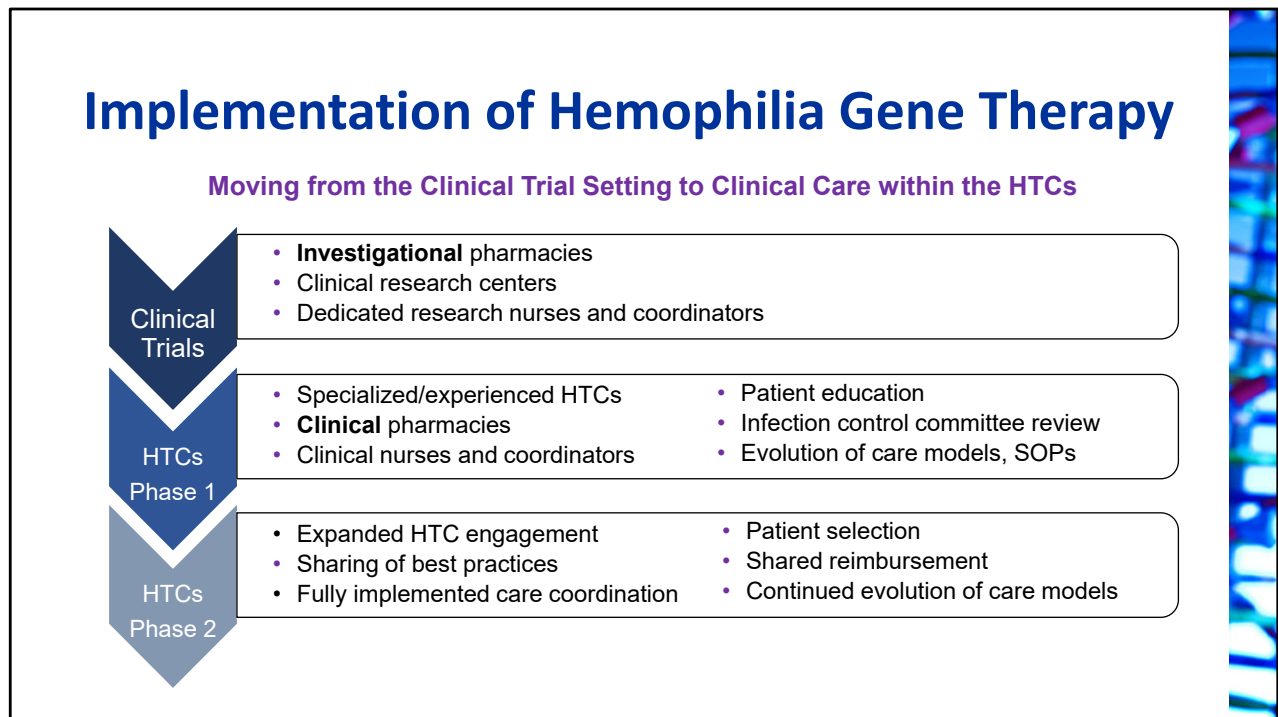 Implementation of Hemophilia Gene Therapy
Moving from the Clinical Trial Setting to Clinical Care within the HTCs
Clinical
Trials
• Investigational pharmacies
• Clinical research centers
• Dedicated research nurses and coordinators
HTCs
Phase 1
• Specialized/experienced HTCs
• Clinical pharmacies
• Clinical nurses and coordinators
• Patient education
• Infection control committee review
• Evolution of care models, SOPs
HTCs
Phase 2
• Expanded HTC engagement
• Sharing of best practices
• Fully implemented care coordination
• Patient selection
• Shared reimbursement
• Continued evolution of care models